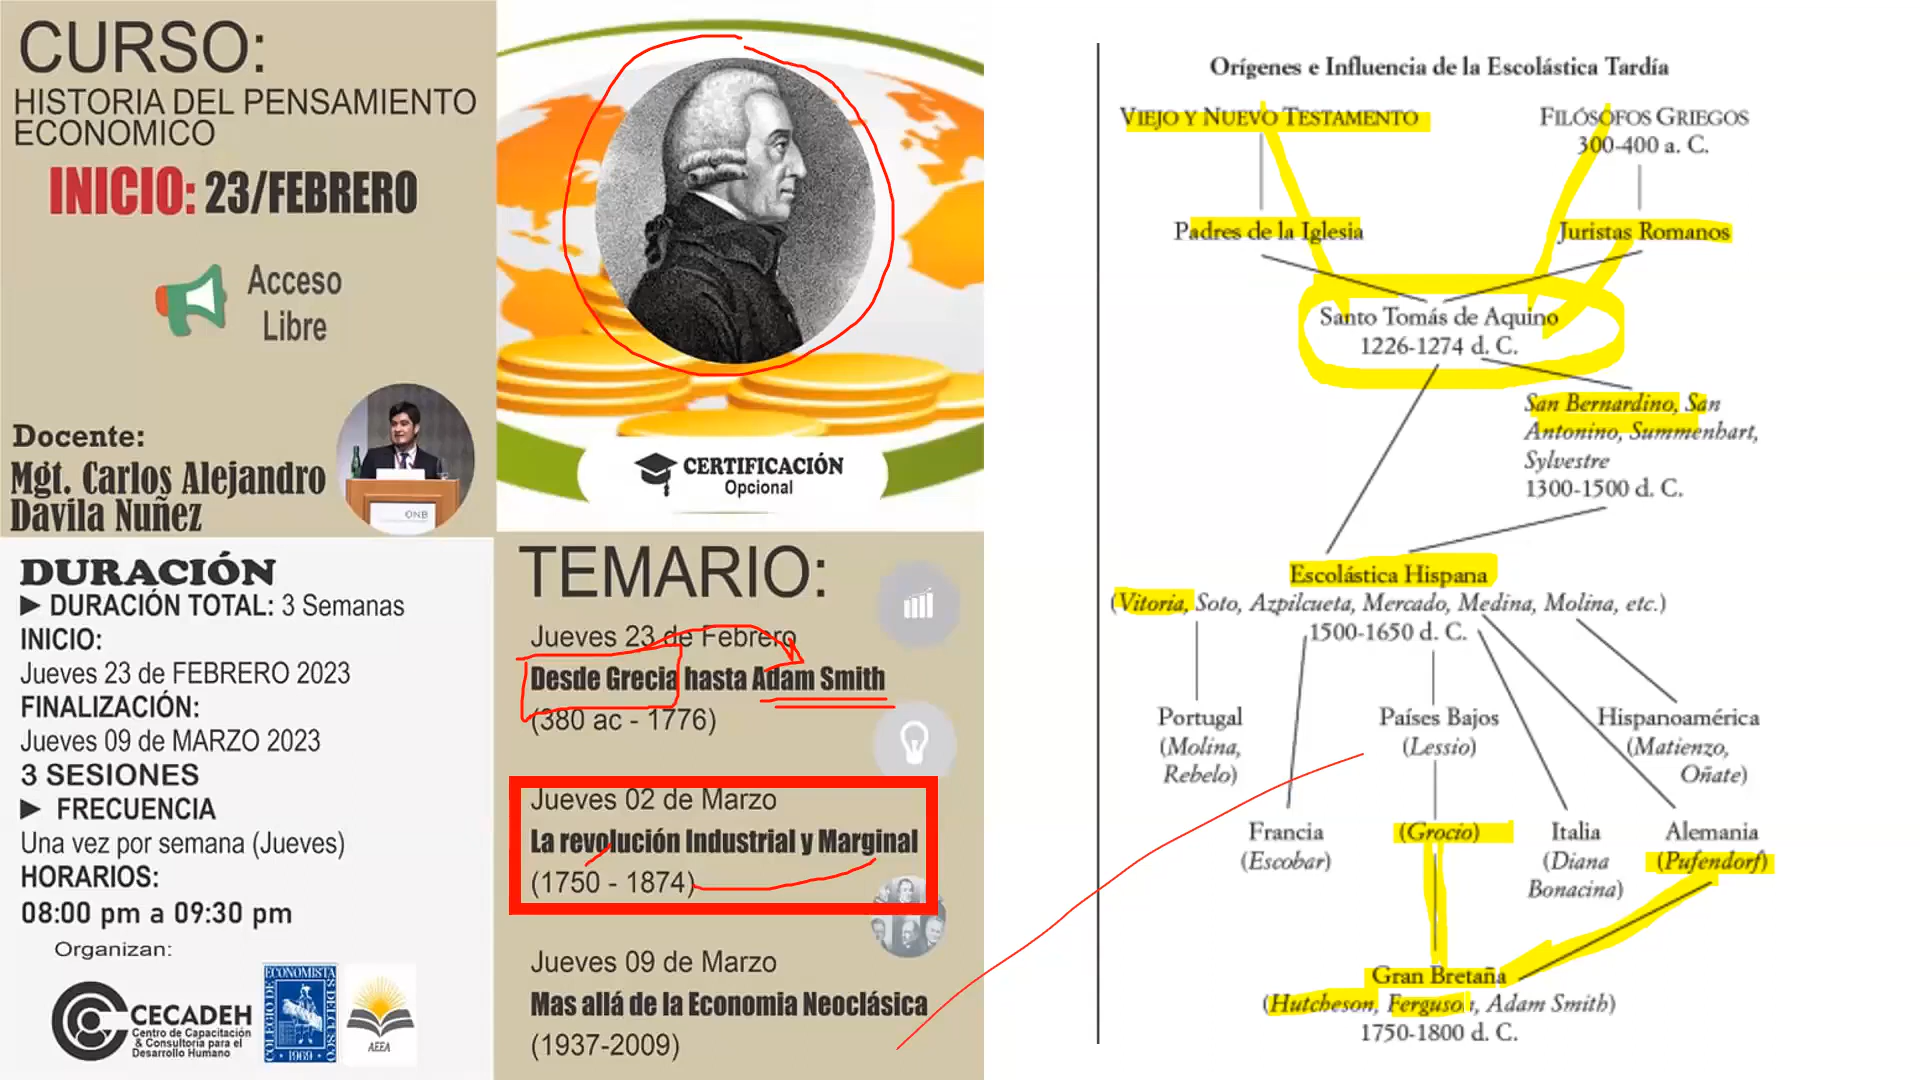 CURSO:
HISTORIA DEL PENSAMIENTO
ECONOMICO
INICIO: 23/FEBRERO
Acceso
Libre
Docente:
Mgt. Carlos Alejandro
Davila Nuñez
ONB
CERTIFICACIÓN
Opcional
DURACIÓN
▶ DURACIÓN TOTAL: 3 Semanas
INICIO:
Jueves 23 de FEBRERO 2023
FINALIZACIÓN:
Jueves 09 de MARZO 2023
3 SESIONES
▶ FRECUENCIA
Una vez por semana (Jueves)
HORARIOS:
08:00 pm a 09:30 pm
Organizan:
CECADEH
Centro de Capacitación
& Consultoría para el
Desarrollo Humano
COLEGIO DE ECONOMISTAS DEL CUSCO
• 1969 •
AEEA
TEMARIO:
Jueves 23 de Febrero
Desde Grecia hasta Adam Smith
(380 ac - 1776)
Jueves 02 de Marzo
La revolución Industrial y Marginal
(1750 - 1874)
Jueves 09 de Marzo
Mas allá de la Economia Neoclásica
(1937-2009)
Orígenes e Influencia de la Escolástica Tardía
VIEJO Y NUEVO TESTAMENTO
FILÓSOFOS GRIEGOS
300-400 a. C.
Padres de la Iglesia
Juristas Romanos
Santo Tomás de Aquino
1226-1274 d. C.
San Bernardino, San
Antonino, Summenhart,
Sylvestre
1300-1500 d. C.
Escolástica Hispana
(Vitoria, Soto, Azpilcueta, Mercado, Medina, Molina, etc.)
1500-1650 d. C.
Portugal
(Molina,
Rebelo)
Países Bajos
(Lessio)
Hispanoamérica
(Matienzo,
Oñate)
Francia
(Escobar)
(Grocio)
Italia
(Diana
Bonacina)
Alemania
(Pufendorf)
Gran Bretaña
(Hutcheson, Ferguson, Adam Smith)
1750-1800 d. C.